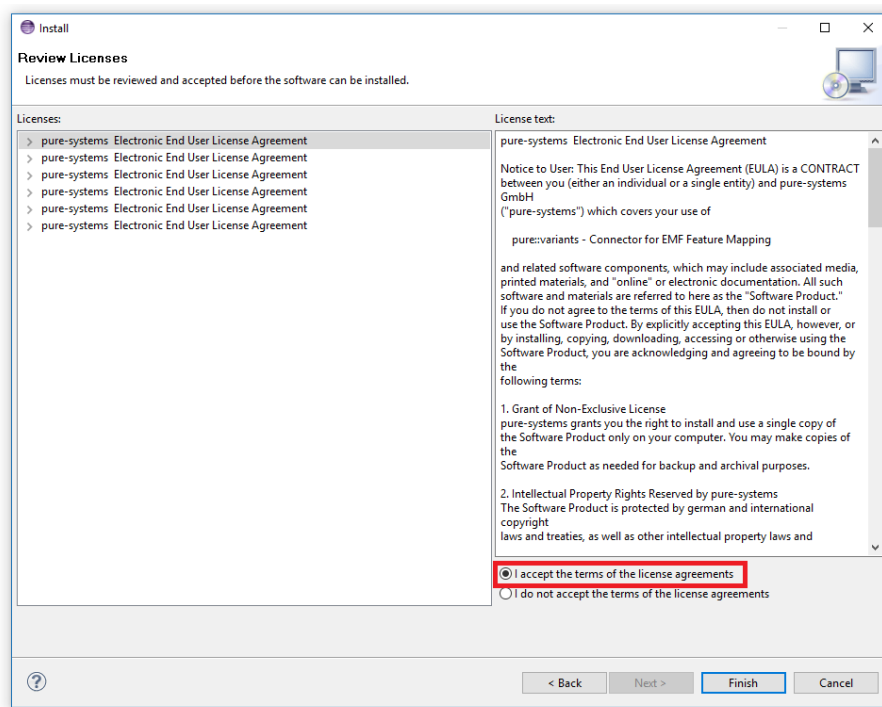 Install
Review Licenses
Licenses must be reviewed and accepted before the software can be installed.
Licenses:
pure-systems  Electronic End User License Agreement
pure-systems  Electronic End User License Agreement
pure-systems  Electronic End User License Agreement
pure-systems  Electronic End User License Agreement
pure-systems  Electronic End User License Agreement
pure-systems  Electronic End User License Agreement
License text:
pure-systems  Electronic End User License Agreement
Notice to User: This End User License Agreement (EULA) is a CONTRACT
between you (either an individual or a single entity) and pure-systems
GmbH
("pure-systems") which covers your use of
pure::variants - Connector for EMF Feature Mapping
and related software components, which may include associated media,
printed materials, and "online" or electronic documentation. All such
software and materials are referred to here as the "Software Product."
If you do not agree to the terms of this EULA, then do not install or
use the Software Product. By explicitly accepting this EULA, however, or
by installing, copying, downloading, accessing or otherwise using the
Software Product, you are acknowledging and agreeing to be bound by
the
following terms:
1. Grant of Non-Exclusive License
pure-systems grants you the right to install and use a single copy of
the Software Product only on your computer. You may make copies of
the
Software Product as needed for backup and archival purposes.
2. Intellectual Property Rights Reserved by pure-systems
The Software Product is protected by german and international
copyright
laws and treaties, as well as other intellectual property laws and
I accept the terms of the license agreements
I do not accept the terms of the license agreements
?
< Back
Next >
Finish
Cancel